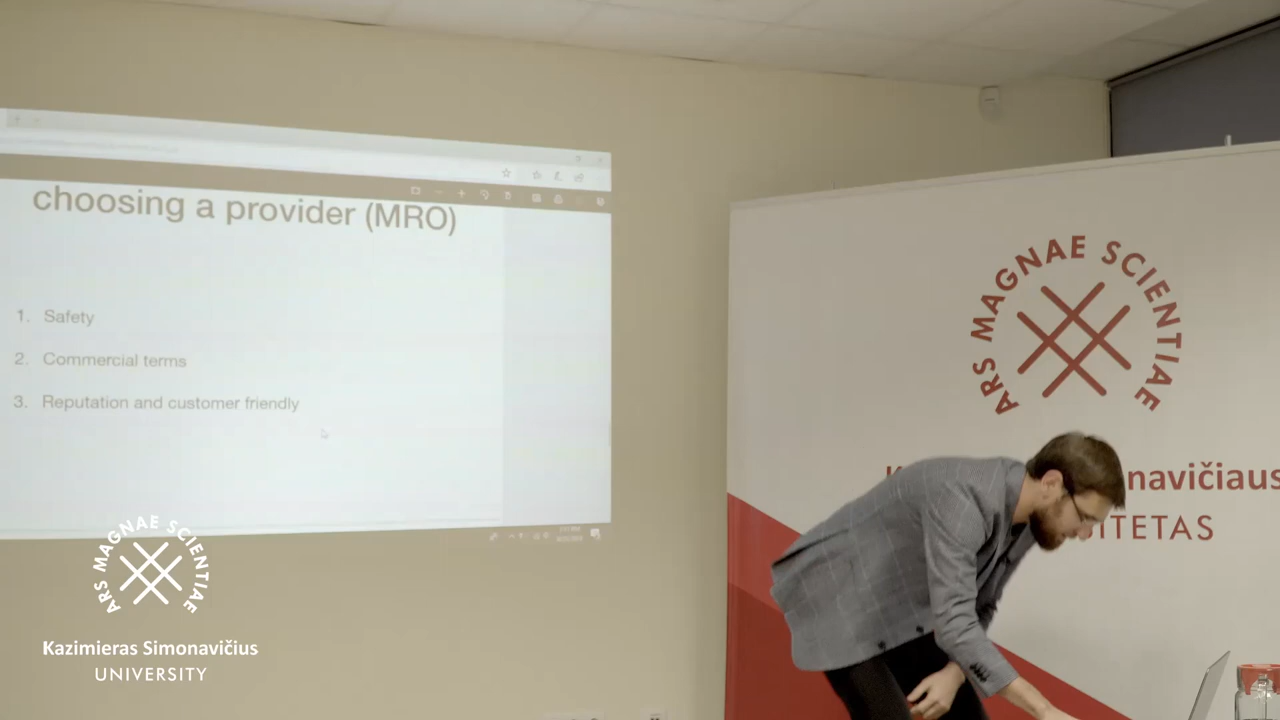 choosing a provider (MRO)
1. Safety
2. Commercial terms
3. Reputation and customer friendly
ARS MAGNAE SCIENTIAE
navičiaus
ITETAS
ARS MAGNAE SCIENTIAE
Kazimieras Simonavičius
UNIVERSITY